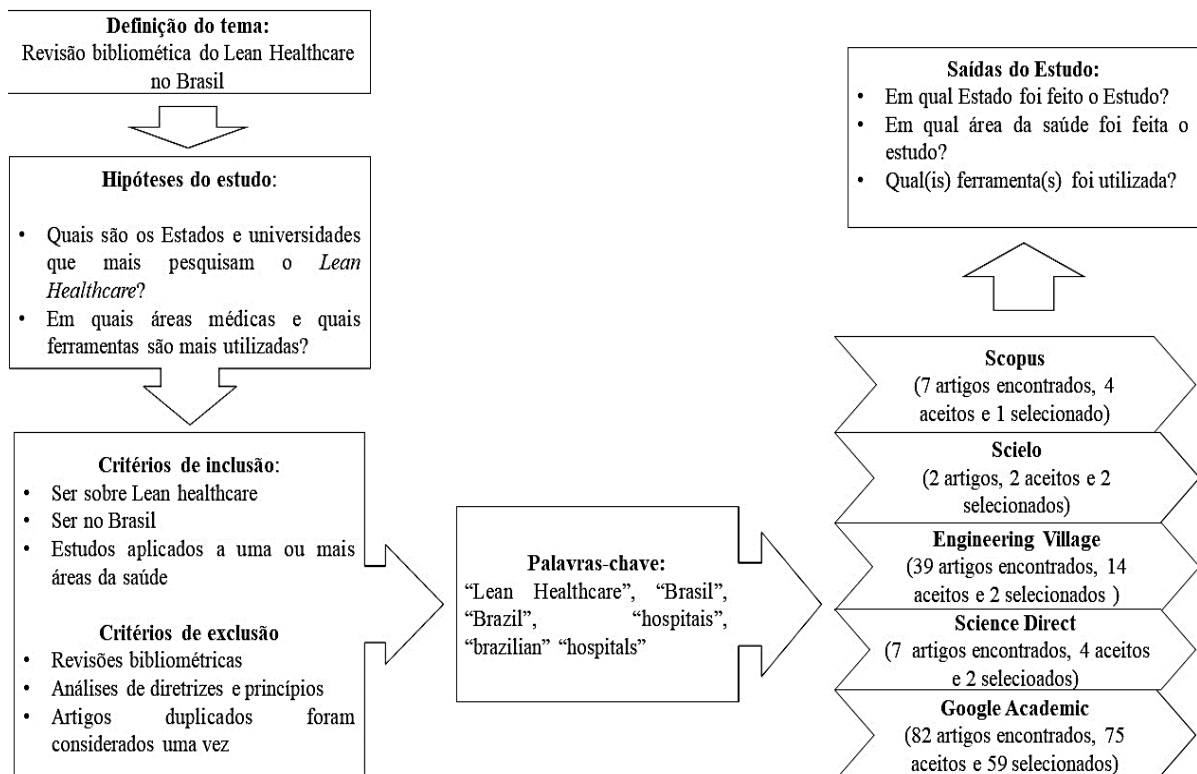 Definição do tema:
Revisão bibliomética do Lean Healthcare
no Brasil
Hipóteses do estudo:
• Quais são os Estados e universidades
que mais pesquisam o Lean
Healthcare?
• Em quais áreas médicas e quais
ferramentas são mais utilizadas?
Critérios de inclusão:
• Ser sobre Lean healthcare
• Ser no Brasil
• Estudos aplicados a uma ou mais
áreas da saúde
Critérios de exclusão
• Revisões bibliométricas
• Análises de diretrizes e princípios
• Artigos duplicados foram
considerados uma vez
Palavras-chave:
“Lean Healthcare”, “Brasil”,
“Brazil”, “hospitais”,
“brazilian” “hospitals”
Scopus
(7 artigos encontrados, 4
aceitos e 1 selecionado)
Scielo
(2 artigos, 2 aceitos e 2
selecionados)
Engineering Village
(39 artigos encontrados, 14
aceitos e 2 selecionados )
Science Direct
(7 artigos encontrados, 4 aceitos
e 2 selecioados)
Google Academic
(82 artigos encontrados, 75
aceitos e 59 selecionados)
Saídas do Estudo:
• Em qual Estado foi feito o Estudo?
• Em qual área da saúde foi feita o
estudo?
• Qual(is) ferramenta(s) foi utilizada?